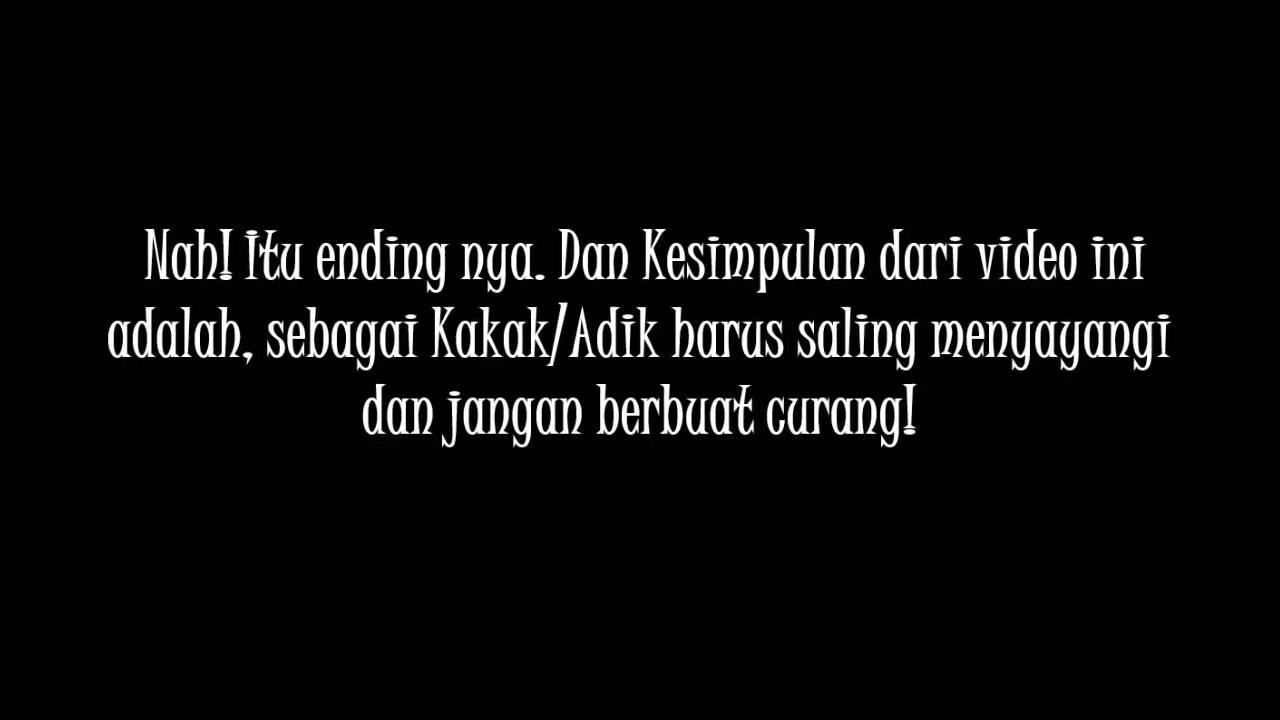 Nah! Itu ending nya. Dan Kesimpulan dari video ini
adalah, sebagai Kakak/Adik harus saling menyayangi
dan jangan berbuat curang!